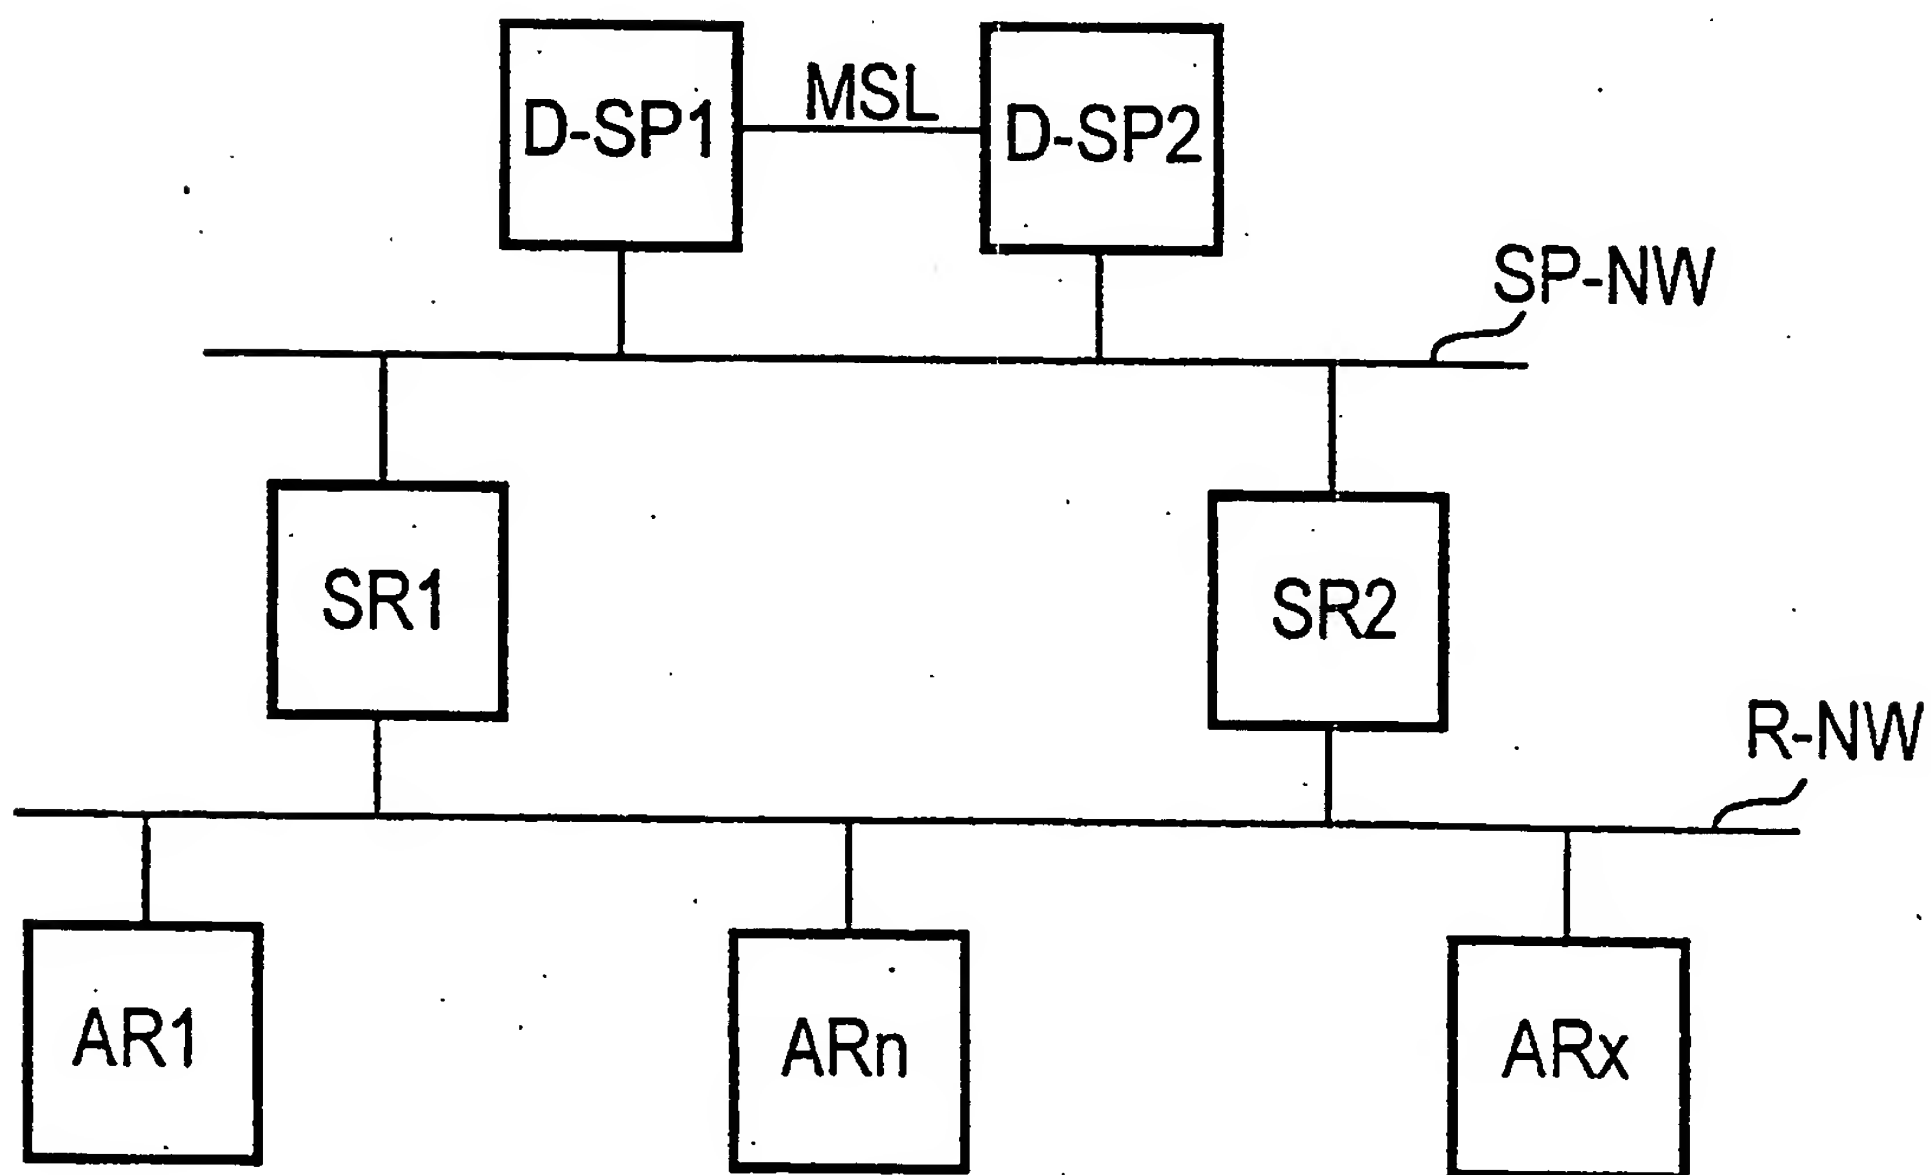 D-SP1
MSL
D-SP2
SP-NW
SR1
SR2
R-NW
AR1
ARn
ARx